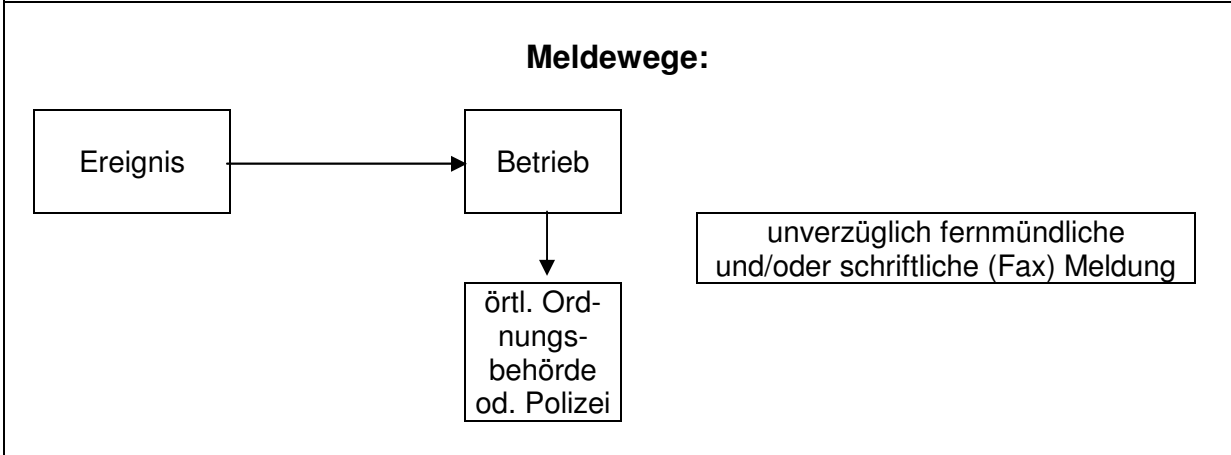 Meldewege:
Ereignis
Betrieb
unverzüglich fernmündliche
und/oder schriftliche (Fax) Meldung
örtl. Ord-
nungs-
behörde
od. Polizei